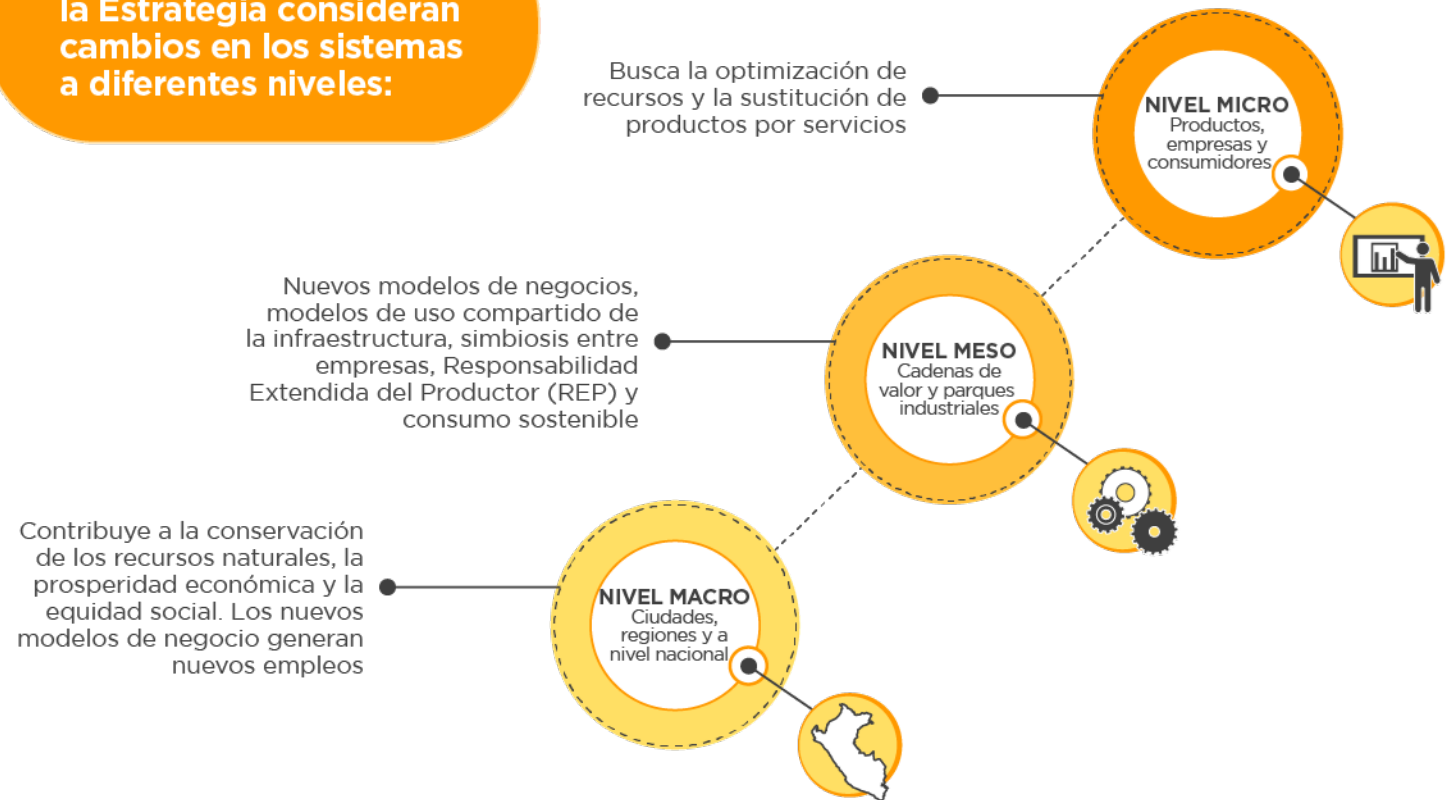 la Estrategia consideran
cambios en los sistemas
a diferentes niveles:
Busca la optimización de
recursos y la sustitución de
productos por servicios
NIVEL MICRO
Productos,
empresas y
consumidores
Nuevos modelos de negocios,
modelos de uso compartido de
la infraestructura, simbiosis entre
empresas, Responsabilidad
Extendida del Productor (REP) y
consumo sostenible
NIVEL MESO
Cadenas de
valor y parques
industriales
Contribuye a la conservación
de los recursos naturales, la
prosperidad económica y la
equidad social. Los nuevos
modelos de negocio generan
nuevos empleos
NIVEL MACRO
Ciudades,
regiones y a
nivel nacional